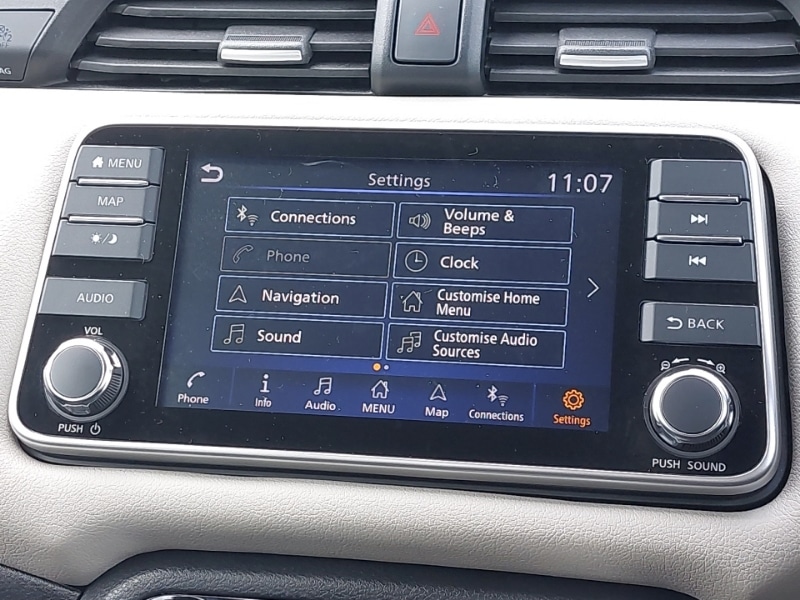 AG
MENU
MAP
AUDIO
VOL
PUSH
Settings
11:07
Connections
Volume &
Beeps
Phone
Clock
Navigation
Customise Home
Menu
Sound
Customise Audio
Sources
Phone
Info
Audio
MENU
Map
Connections
Settings
BACK
PUSH SOUND